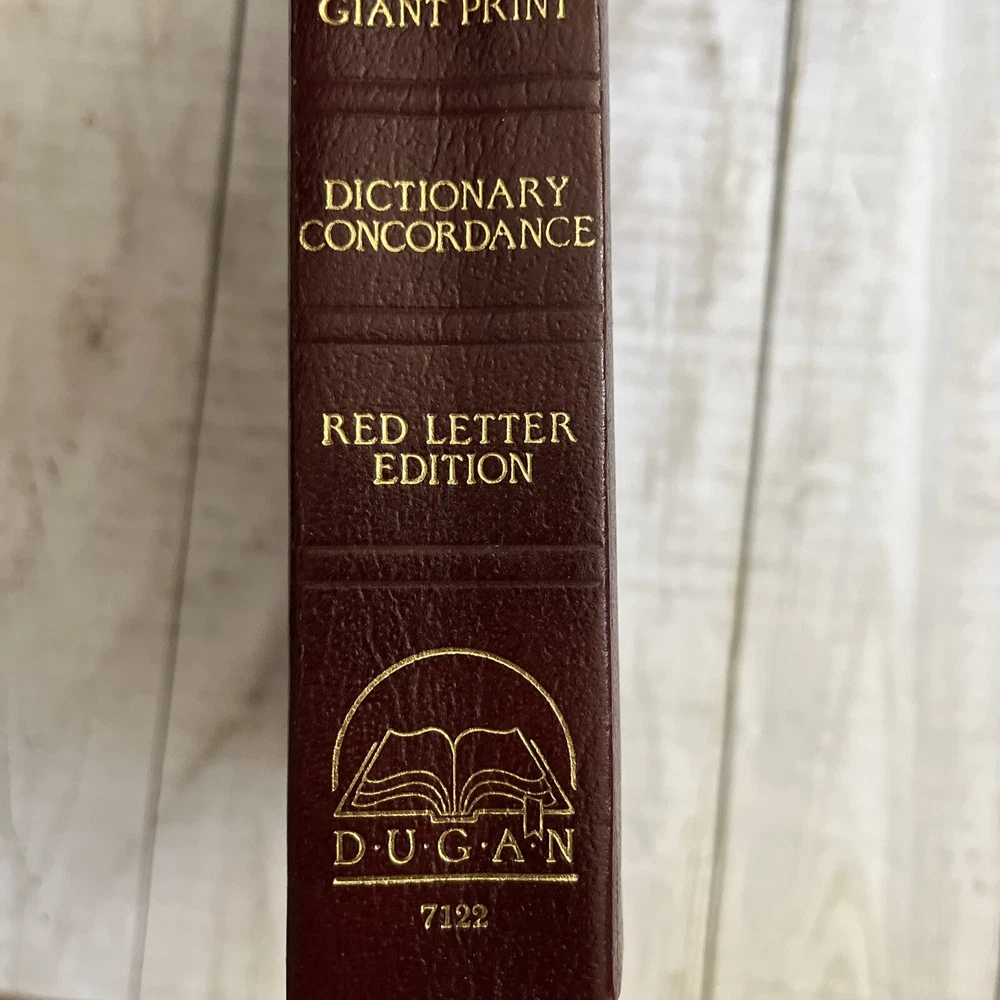 GIANT PRINT
DICTIONARY
CONCORDANCE
RED LETTER
EDITION
D·U·G·A·N
7122